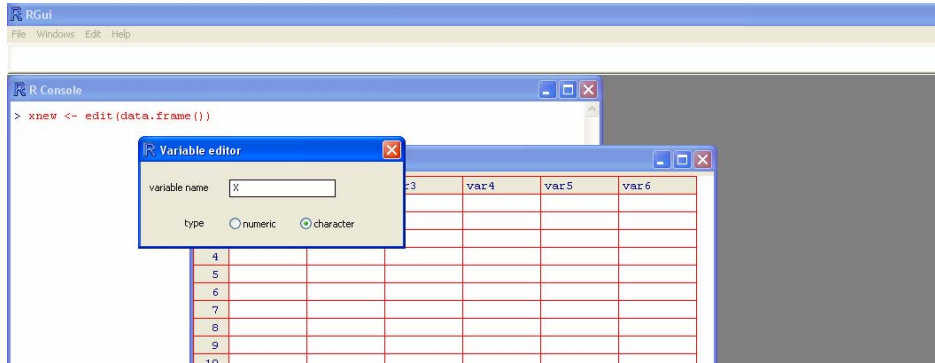 RGui
File Windows Edit Help
R Console
> xnew <- edit(data.frame())
Variable editor
variable name X
type numeric character
var4 var5 var6
4
5
6
7
8
9